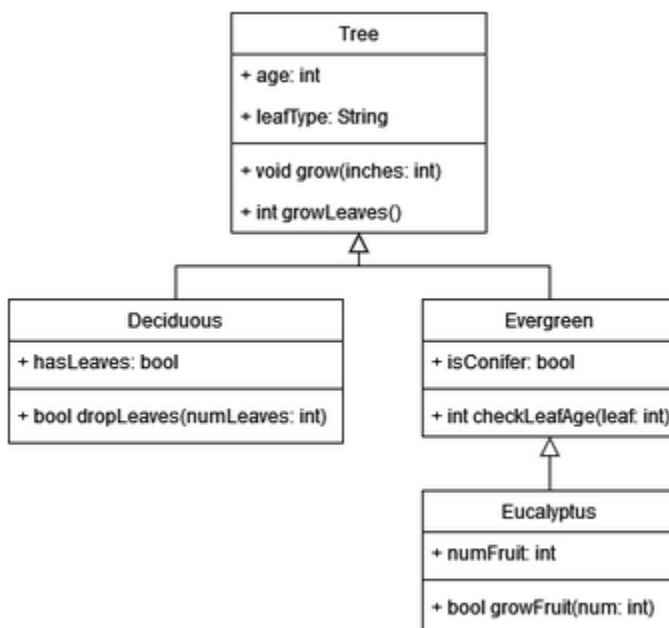 Tree
+ age: int
+ leafType: String
+ void grow(inches: int)
+ int growLeaves()
Deciduous
+ hasLeaves: bool
+ bool dropLeaves(numLeaves: int)
Evergreen
+ isConifer: bool
+ int checkLeafAge(leaf: int)
Eucalyptus
+ numFruit: int
+ bool growFruit(num: int)